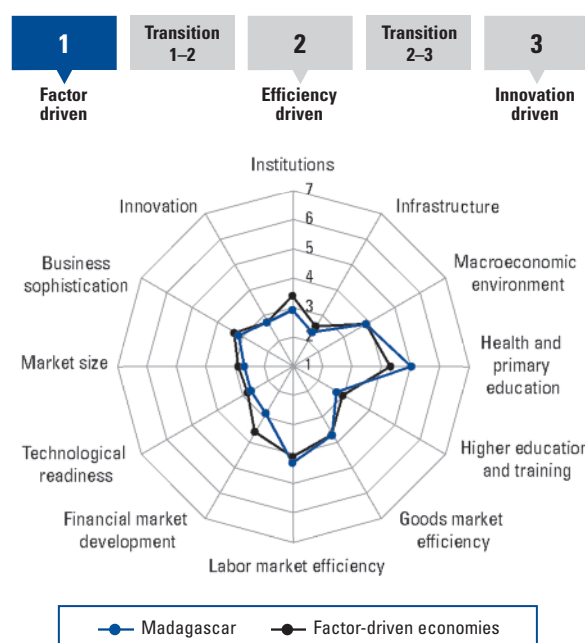 1
Transition
1–2
2
Transition
2–3
3
Factor
driven
Efficiency
driven
Innovation
driven
Institutions
7
Innovation
Infrastructure
6
5
Business
sophistication
Macroeconomic
environment
4
3
2
Market size
1
Health and
primary
education
Technological
readiness
Higher education
and training
Financial market
development
Goods market
efficiency
Labor market efficiency
Madagascar
Factor-driven economies